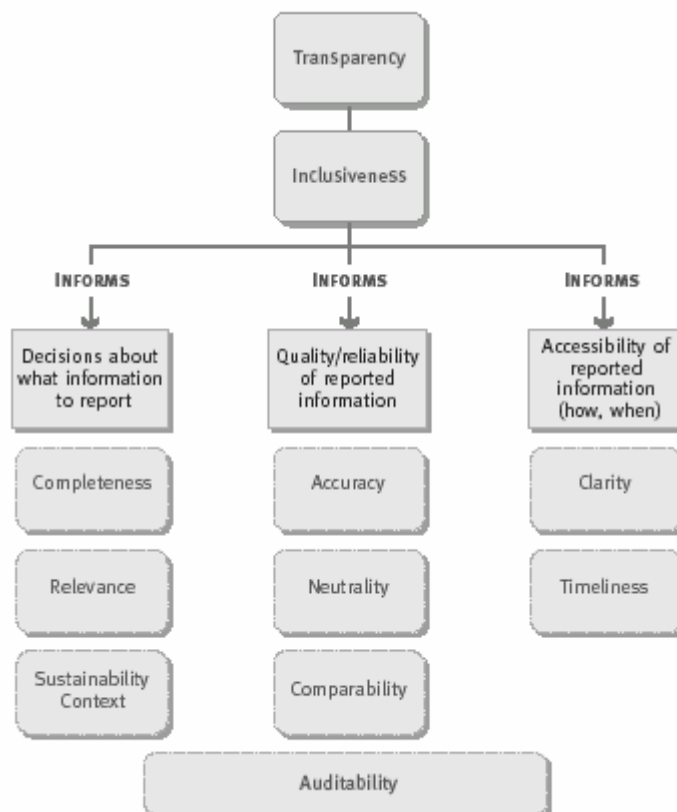 Transparency
Inclusiveness
INFORMS
INFORMS
INFORMS
Decisions about
what information
to report
Quality/reliability
of reported
information
Accessibility of
reported
information
(how, when)
Completeness
Accuracy
Clarity
Relevance
Neutrality
Timeliness
Sustainability
Context
Comparability
Auditability